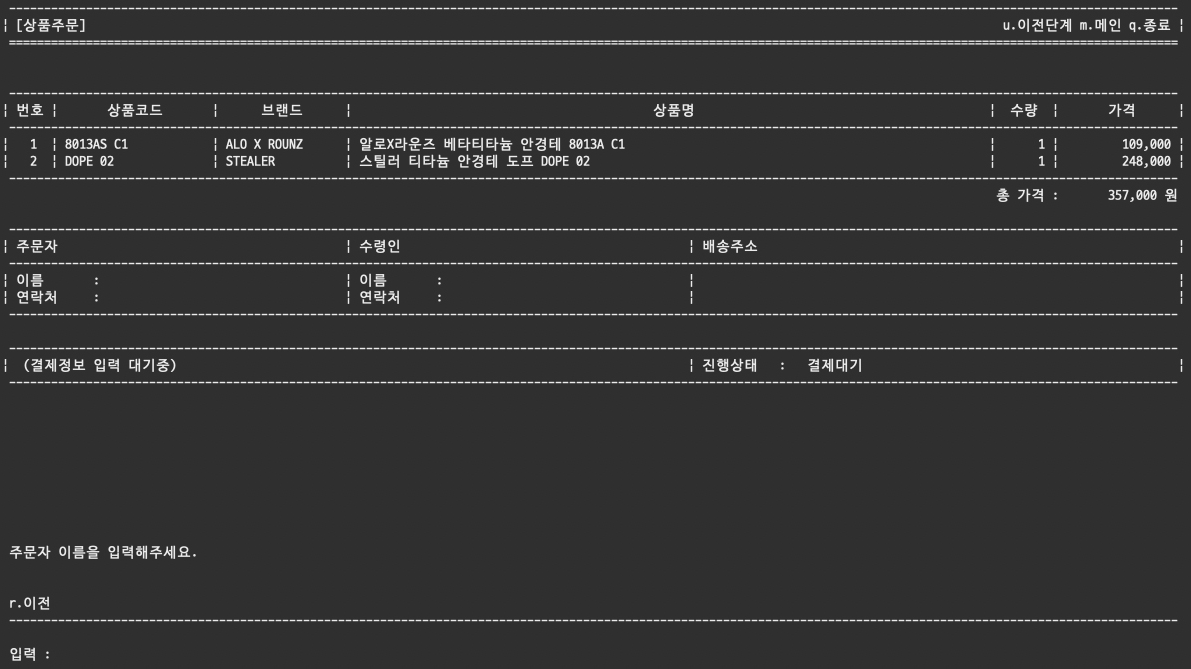 [상품주문] u.이전단계 m.메인 q.종료
번호 | 상품코드 | 브랜드 | 상품명 | 수량 | 가격
1 | 8013AS C1 | ALO X ROUNZ | 알로X라운즈 베타티타늄 안경테 8013A C1 | 1 | 109,000
2 | DOPE 02 | STEALER | 스틸러 티타늄 안경테 도프 DOPE 02 | 1 | 248,000
총 가격 : 357,000 원
주문자 | 수령인 | 배송주소
이름 : | 이름 : |
연락처 : | 연락처 : |
(결제정보 입력 대기중) | 진행상태 : 결제대기
주문자 이름을 입력해주세요.
r.이전
입력 :